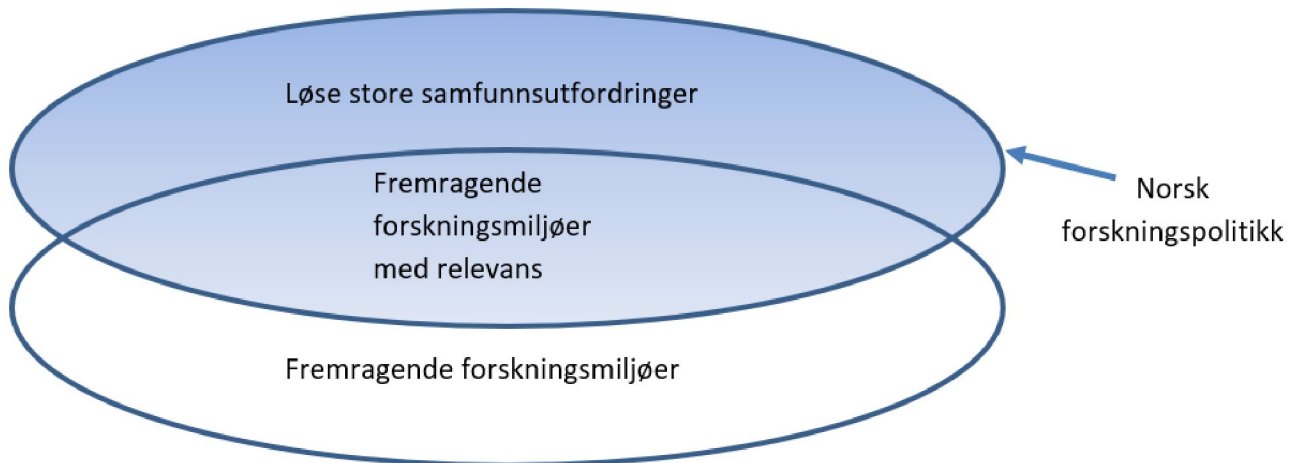 Løse store samfunnsutfordringer
Fremragende
forskningsmiljøer
med relevans
Norsk
forskningspolitikk
Fremragende forskningsmiljøer